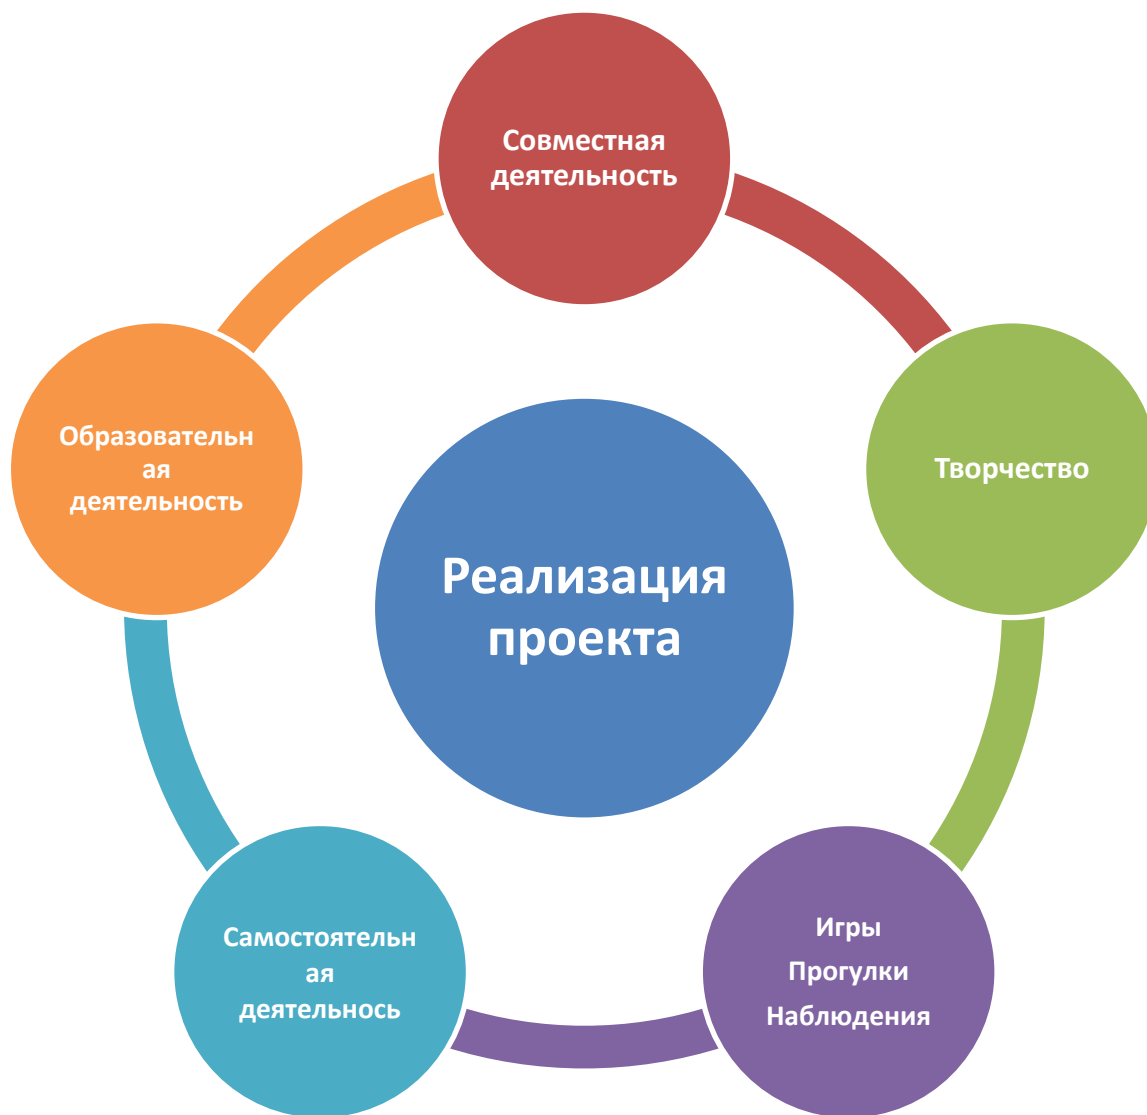 Совместная
деятельность
Образовательн
ая
деятельность
Творчество
Реализация
проекта
Самостоятельн
ая
деятельнось
Игры
Прогулки
Наблюдения